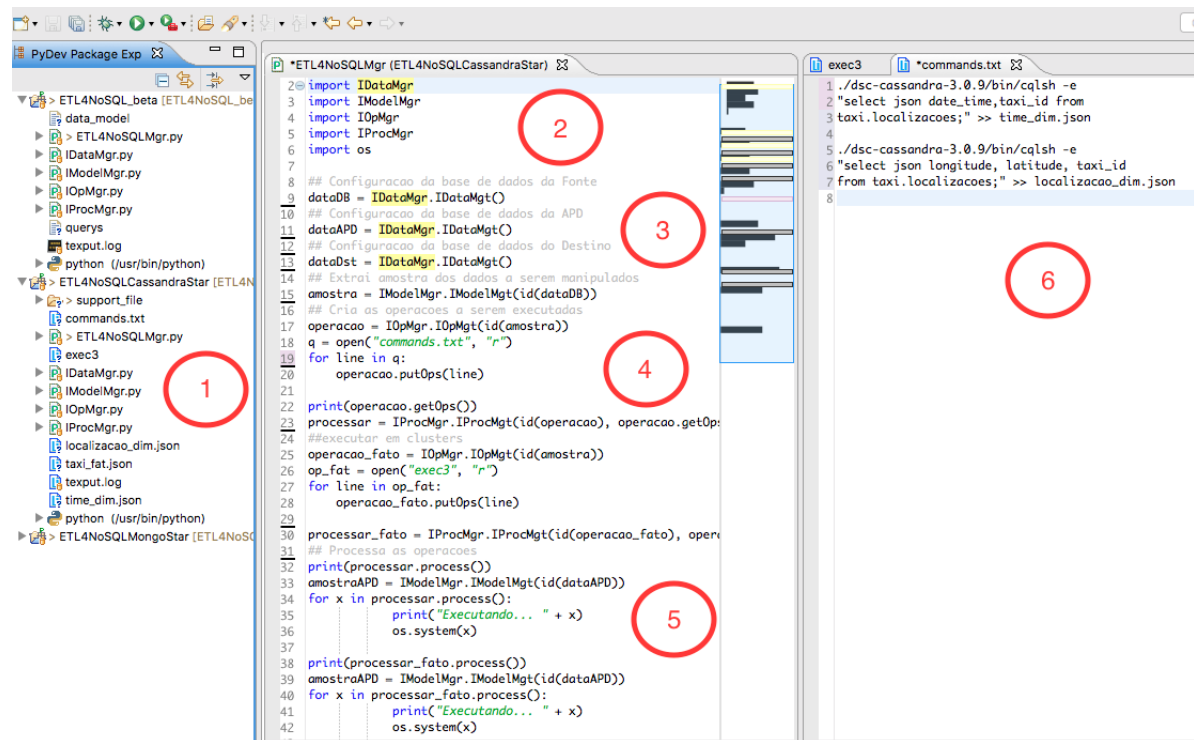 PyDev Package Exp
> ETL4NoSQL_beta [ETL4NoSQL_be
data_model
> ETL4NoSQLMgr.py
IDataMgr.py
IModelMgr.py
IOpMgr.py
IProcMgr.py
querys
texput.log
python (/usr/bin/python)
> ETL4NoSQLCassandraStar [ETL4N
> support_file
commands.txt
> ETL4NoSQLMgr.py
exec3
IDataMgr.py
IModelMgr.py
IOpMgr.py
IProcMgr.py
localizacao_dim.json
taxi_fat.json
texput.log
time_dim.json
python (/usr/bin/python)
> ETL4NoSQLMongoStar [ETL4NoSQ
1
*ETL4NoSQLMgr (ETL4NoSQLCassandraStar)
2 import IDataMgr
3 import IModelMgr
4 import IOpMgr
5 import IProcMgr
6 import os
7
8 ## Configuracao da base de dados da Fonte
9 dataDB = IDataMgr.IDataMgt()
10 ## Configuracao da base de dados da APD
11 dataAPD = IDataMgr.IDataMgt()
12 ## Configuracao da base de dados do Destino
13 dataDst = IDataMgr.IDataMgt()
14 ## Extrai amostra dos dados a serem manipulados
15 amostra = IModelMgr.IModelMgt(id(dataDB))
16 ## Cria as operacoes a serem executadas
17 operacao = IOpMgr.IOpMgt(id(amostra))
18 q = open("commands.txt", "r")
19 for line in q:
20 operacao.putOps(line)
21
22 print(operacao.getOps())
23 processar = IProcMgr.IProcMgt(id(operacao), operacao.getOp
24 ##executar em clusters
25 operacao_fato = IOpMgr.IOpMgt(id(amostra))
26 op_fat = open("exec3", "r")
27 for line in op_fat:
28 operacao_fato.putOps(line)
29
30 processar_fato = IProcMgr.IProcMgt(id(operacao_fato), oper
31 ## Processa as operacoes
32 print(processar.process())
33 amostraAPD = IModelMgr.IModelMgt(id(dataAPD))
34 for x in processar.process():
35 print("Executando... " + x)
36 os.system(x)
37
38 print(processar_fato.process())
39 amostraAPD = IModelMgr.IModelMgt(id(dataAPD))
40 for x in processar_fato.process():
41 print("Executando... " + x)
42 os.system(x)
2
3
4
5
exec3
*commands.txt
1 ./dsc-cassandra-3.0.9/bin/cqlsh -e
2 "select json date_time,taxi_id from
3 taxi.localizacoes;" >> time_dim.json
4
5 ./dsc-cassandra-3.0.9/bin/cqlsh -e
6 "select json longitude, latitude, taxi_id
7 from taxi.localizacoes;" >> localizacao_dim.json
8
6